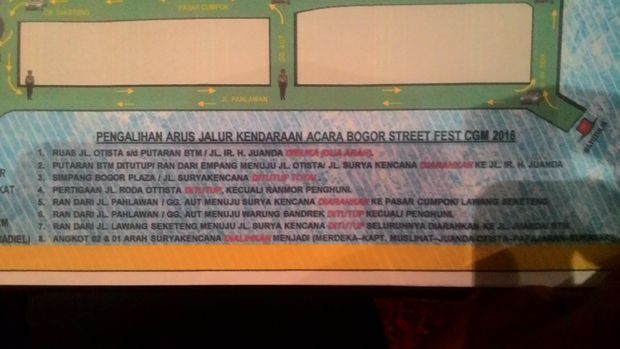 PASAR CUMPOK
GG AUT
JL PAHLAWAN
PENGALIHAN ARUS JALUR KENDARAAN ACARA BOGOR STREET FEST CGM 2016
1. RUAS JL. OTISTA s/d PUTARAN BTM / JL. IR. H. JUANDA DIBUKA (DUA ARAH).
2. PUTARAN BTM DITUTUP/ RAN DARI EMPANG MENUJU JL. OTISTA/ JL. SURYA KENCANA DIARAHKAN KE JL. IR. H. JUANDA
3. SIMPANG BOGOR PLAZA / JL. SURYAKENCANA DITUTUP TOTAL.
4. PERTIGAAN JL. RODA OTTISTA DITUTUP, KECUALI RANMOR PENGHUNI.
5. RAN DARI JL. PAHLAWAN / GG. AUT MENUJU SURYA KENCANA DIARAHKAN KE PASAR CUMPOK/ LAWANG SEKETENG.
6. RAN DARI JL. PAHLAWAN / GG. AUT MENUJU WARUNG BANDREK DITUTUP KECUALI PENGHUNI.
7. RAN DARI JL. LAWANG SEKETENG MENUJU JL. SURYA KENCANA DITUTUP SELURUHNYA DIARAHKAN KE JL. JUANDA/ BTM.
8. ANGKOT 02 & 01 ARAH SURYAKENCANA DIALIHKAN MENJADI (MERDEKA–KAPT. MUSLIHAT–JUANDA–OTISTA–PAJAJARAN–